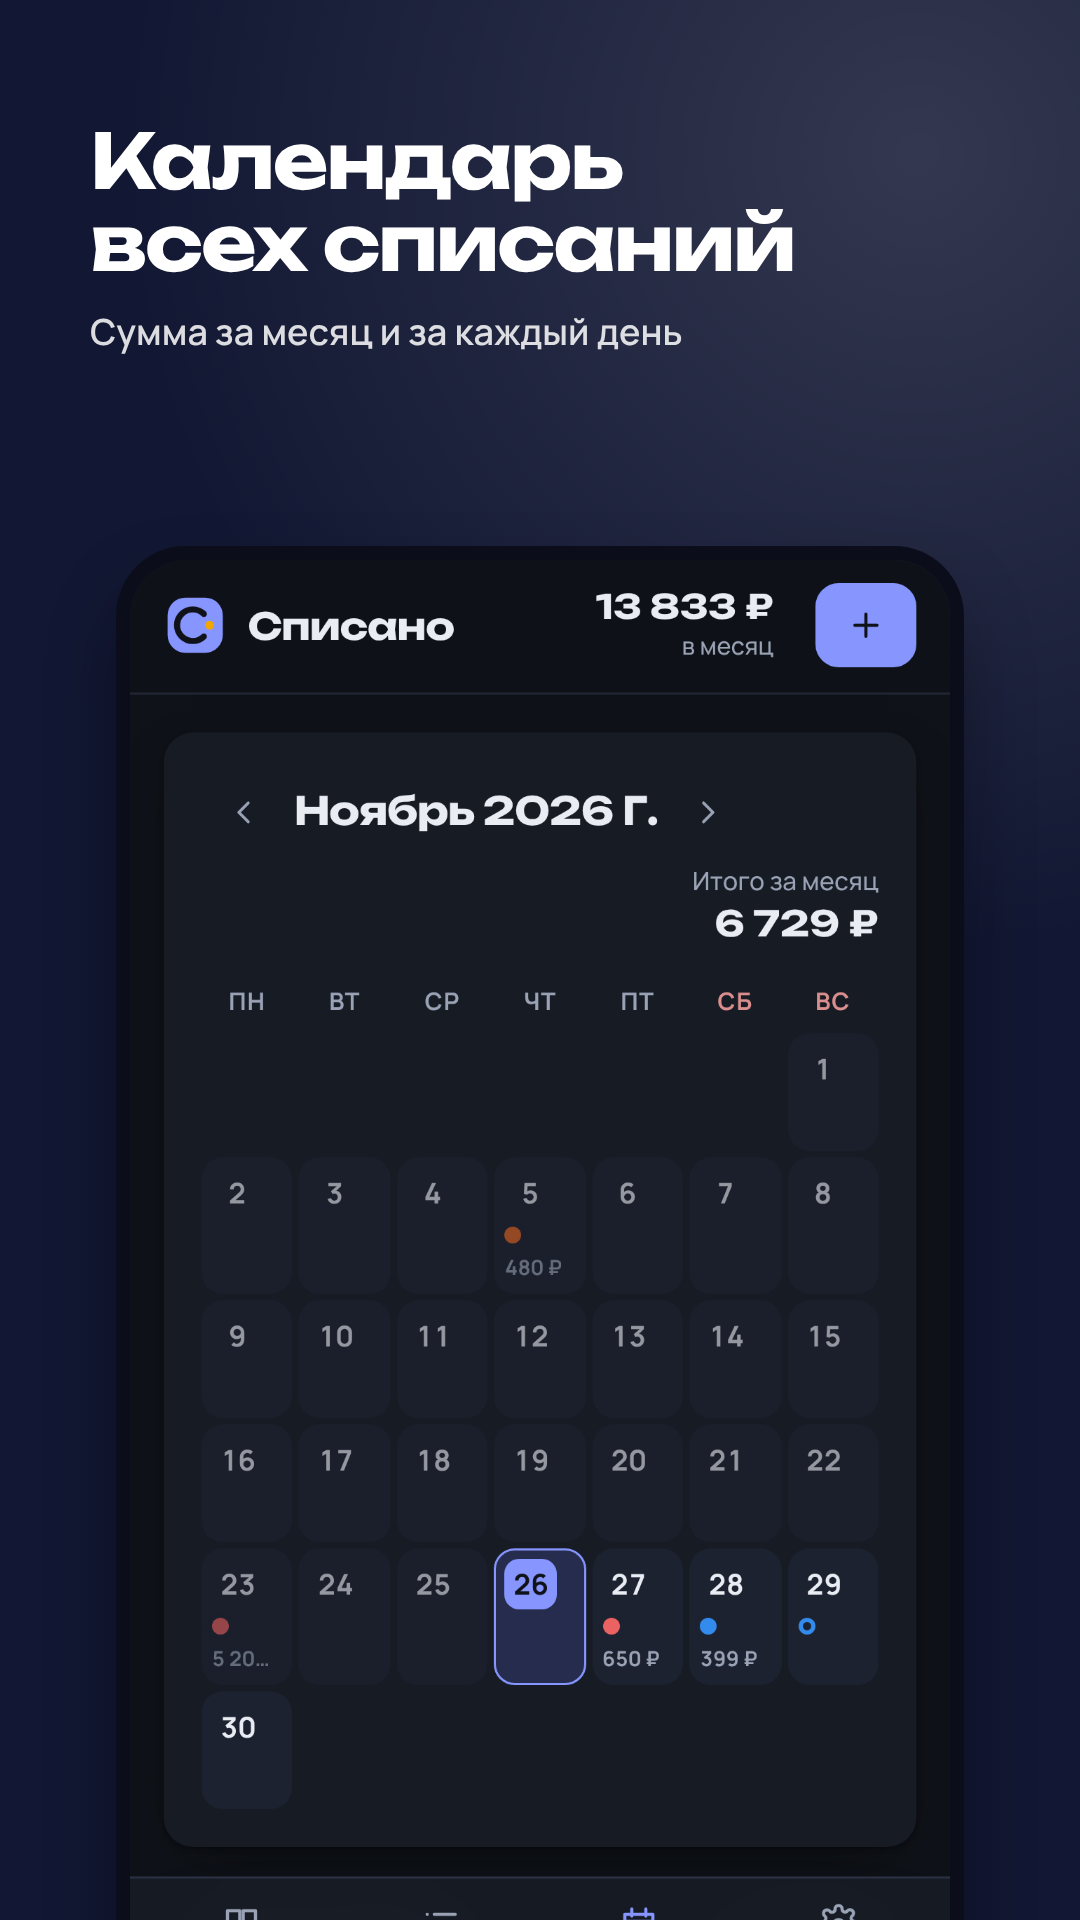 Календарь
всех списаний
Сумма за месяц и за каждый день
Списано
13 833 ₽
в месяц
Ноябрь 2026 Г.
Итого за месяц
6 729 ₽
ПН ВТ СР ЧТ ПТ СБ ВС
1
2 3 4 5 6 7 8
480 ₽
9 10 11 12 13 14 15
16 17 18 19 20 21 22
23 24 25 26 27 28 29
5 20... 650 ₽ 399 ₽
30